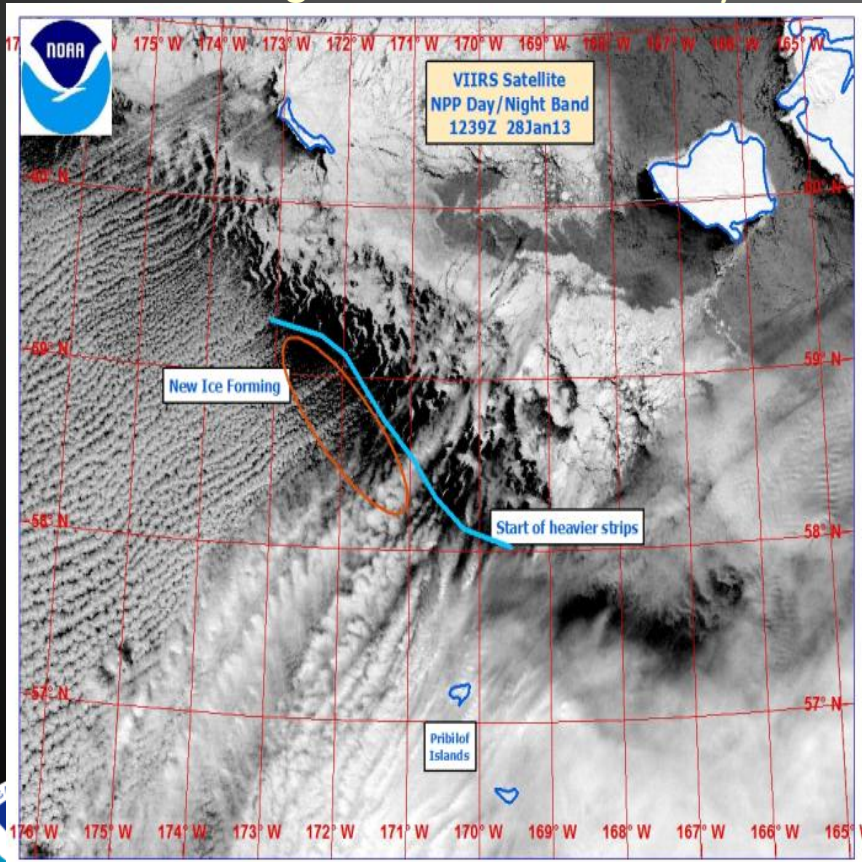 175° W 174° W 173° W 172° W 171° W 170° W 169° W 168° W 167° W 166° W 165° W
NOAA
VIIRS Satellite
NPP Day/Night Band
1239Z 28Jan13
60° N
60° N
59° N
59° N
New Ice Forming
58° N
58° N
Start of heavier strips
57° N
57° N
Pribilof
Islands
176° W 175° W 174° W 173° W 172° W 171° W 170° W 169° W 168° W 167° W 166° W 165° W